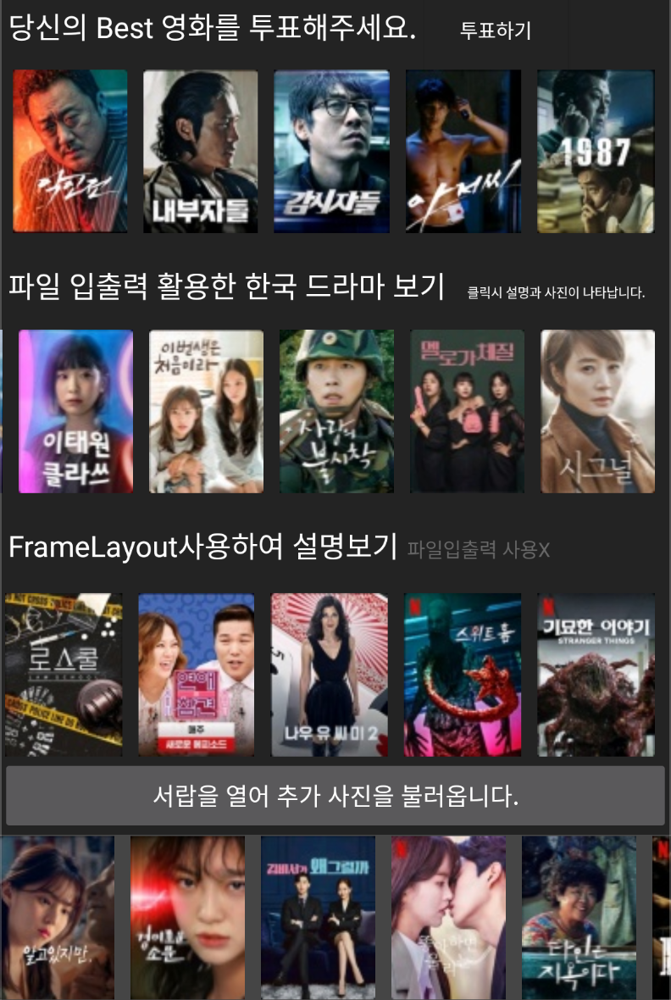 당신의 Best 영화를 투표해주세요. 투표하기
악인전
내부자들
감시자들
아저씨
1987
파일 입출력 활용한 한국 드라마 보기 클릭시 설명과 사진이 나타납니다.
이태원
클라쓰
이번생은
처음이라
사랑의
불시착
멜로가체질
시그널
FrameLayout사용하여 설명보기 파일입출력 사용X
로스쿨
LAW SCHOOL
연애
참견
매주
새로운 에피소드
나우 유 씨 미 2
N
스위트홈
N
기묘한 이야기
STRANGER THINGS
서랍을 열어 추가 사진을 불러옵니다.
알고있지만,
경이로운
소문
김비서가 왜그럴까
N
타인은
지옥이다